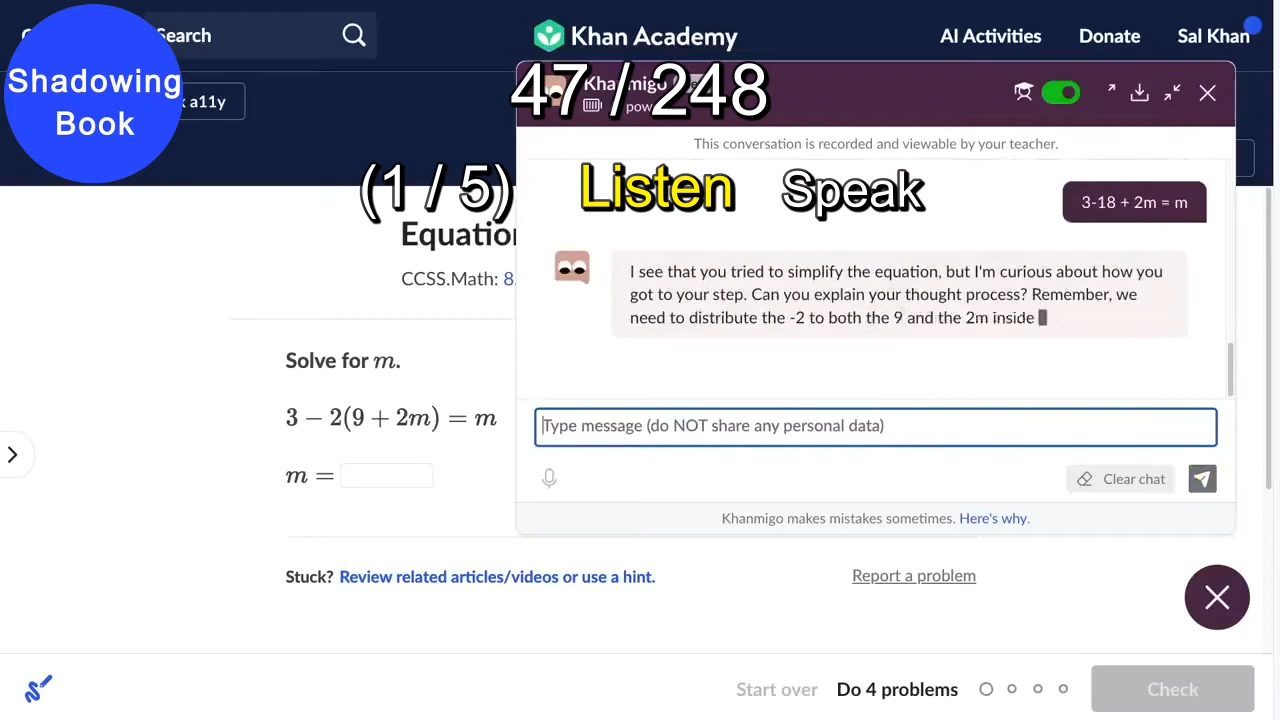 Search
Khan Academy
AI Activities
Donate
Sal Khan
Shadowing
Book
a11y
47 / 248
(1 / 5)
Listen
Speak
This conversation is recorded and viewable by your teacher.
3-18 + 2m = m
CCSS.Math: 8.
I see that you tried to simplify the equation, but I'm curious about how you
got to your step. Can you explain your thought process? Remember, we
need to distribute the -2 to both the 9 and the 2m inside
Solve for m.
3 − 2(9 + 2m) = m
m =
Type message (do NOT share any personal data)
Clear chat
Khanmigo makes mistakes sometimes. Here's why.
Stuck? Review related articles/videos or use a hint.
Report a problem
Start over
Do 4 problems
Check